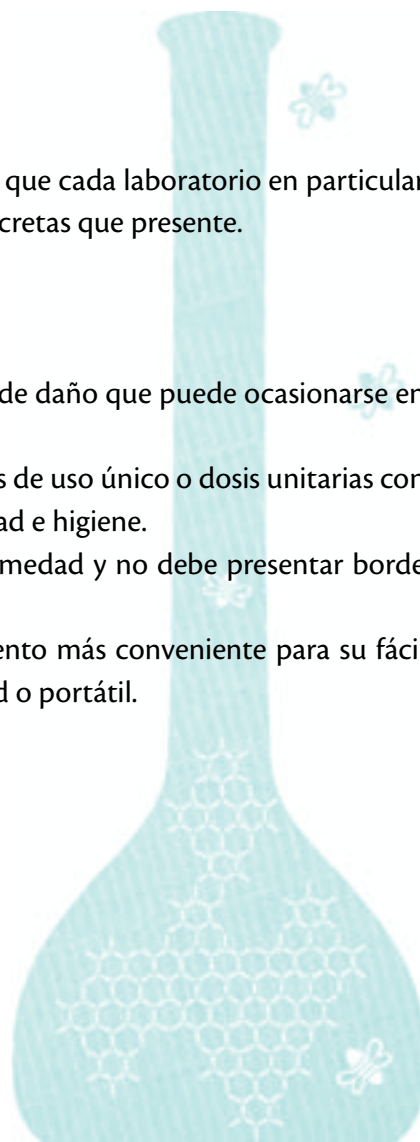 que cada laboratorio en particular
cretas que presente.
de daño que puede ocasionarse en
s de uso único o dosis unitarias con
ad e higiene.
medad y no debe presentar borde
ento más conveniente para su fáci
d o portátil.